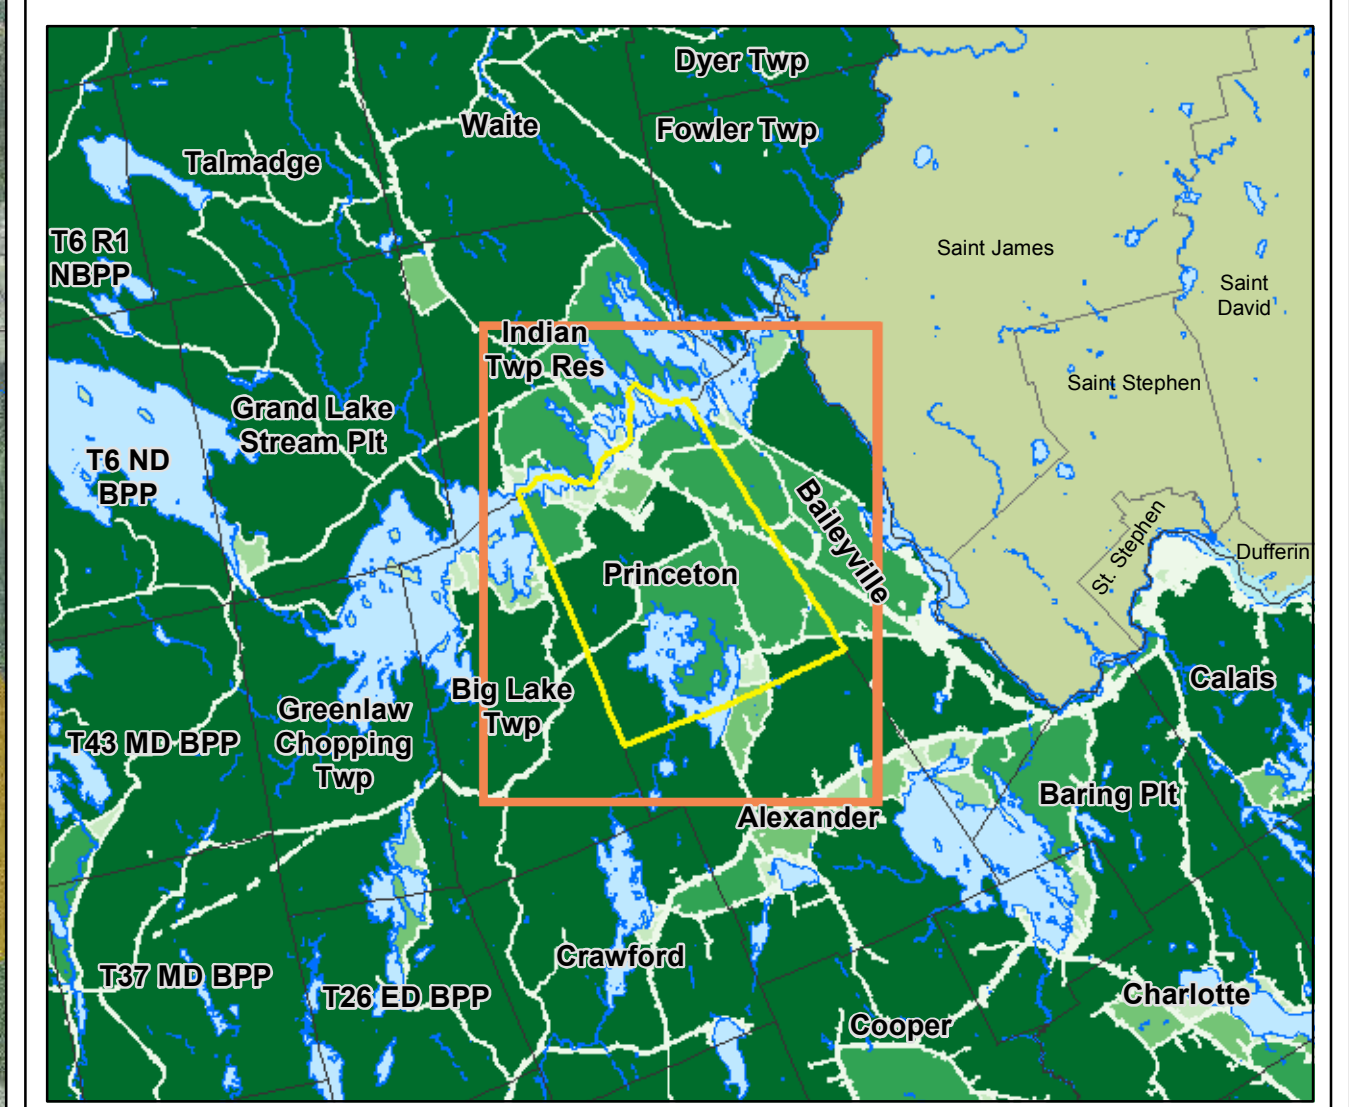 Dyer Twp
Waite
Fowler Twp
Talmadge
T6 R1
NBPP
Saint James
Saint
David
Indian
Twp Res
Saint Stephen
Grand Lake
Stream Plt
T6 ND
BPP
Baileyville
St. Stephen
Dufferin
Princeton
Calais
Big Lake
Twp
Greenlaw
Chopping
Twp
T43 MD BPP
Baring Plt
Alexander
Crawford
T37 MD BPP
T26 ED BPP
Charlotte
Cooper